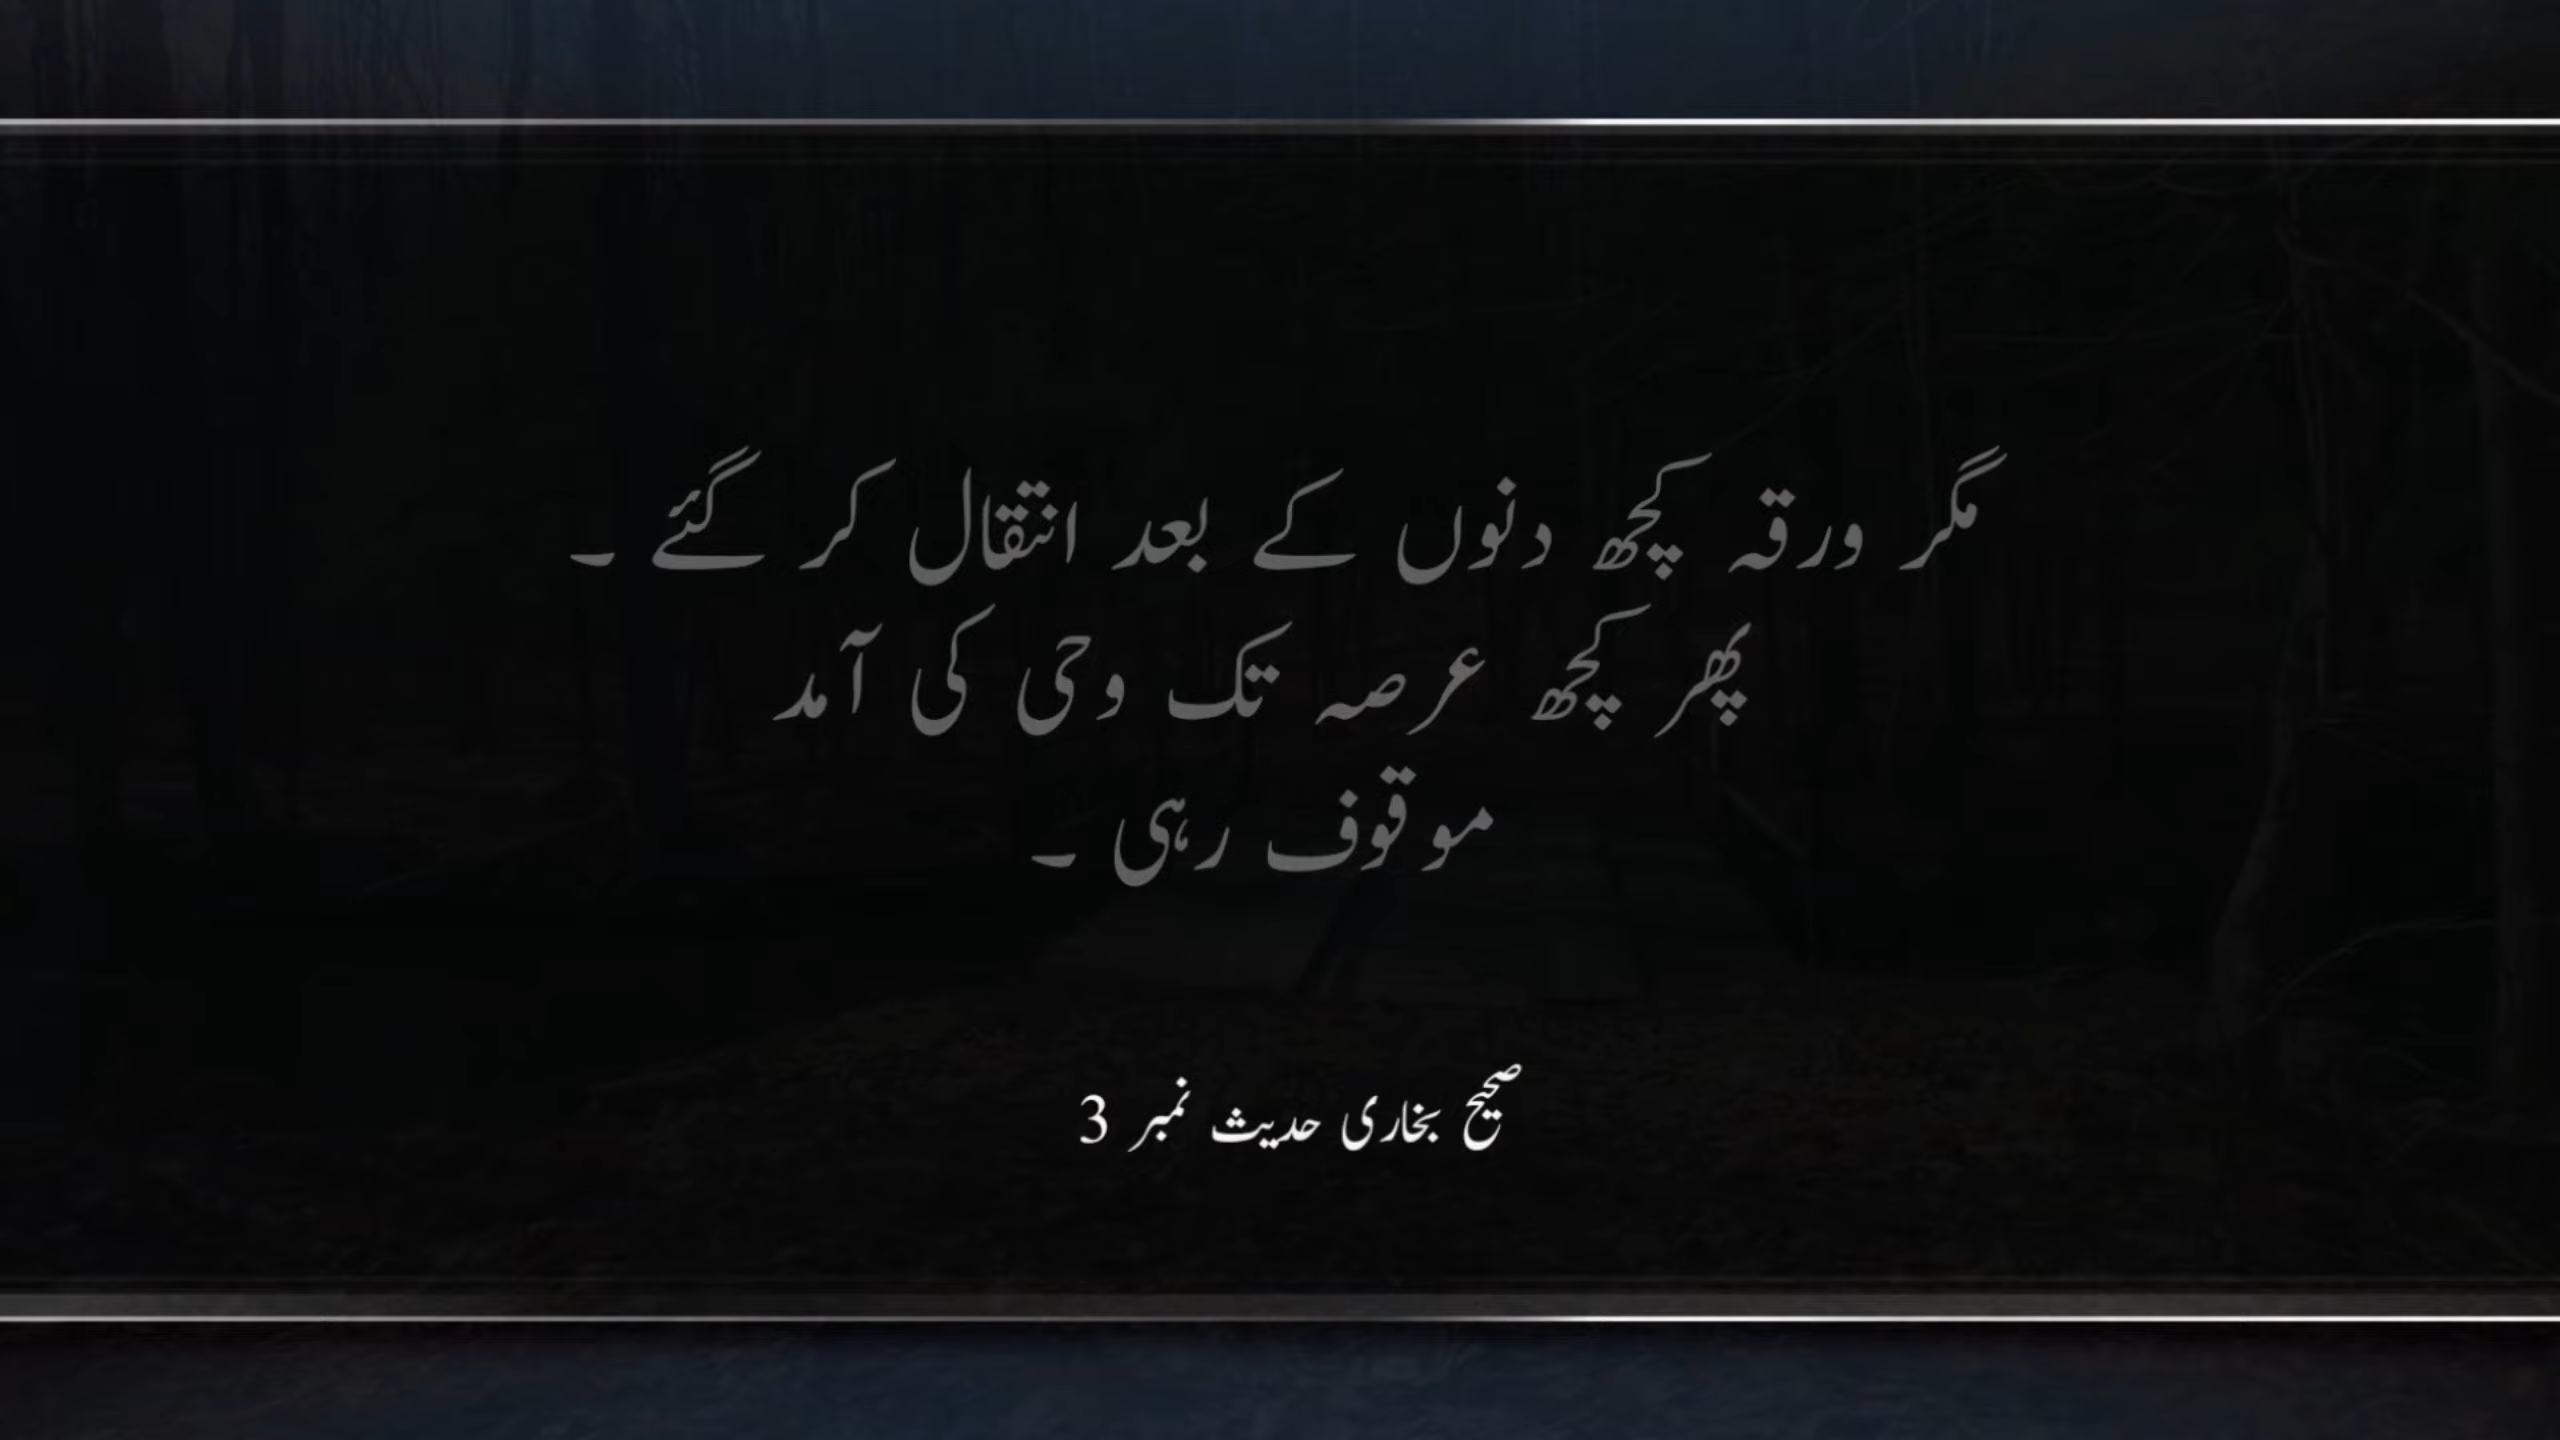 مگر ورقہ کچھ دنوں کے بعد انتقال کر گئے ۔
پھر کچھ عرصہ تک وحی کی آمد
موقوف رہی ۔
صحیح بخاری حدیث نمبر 3